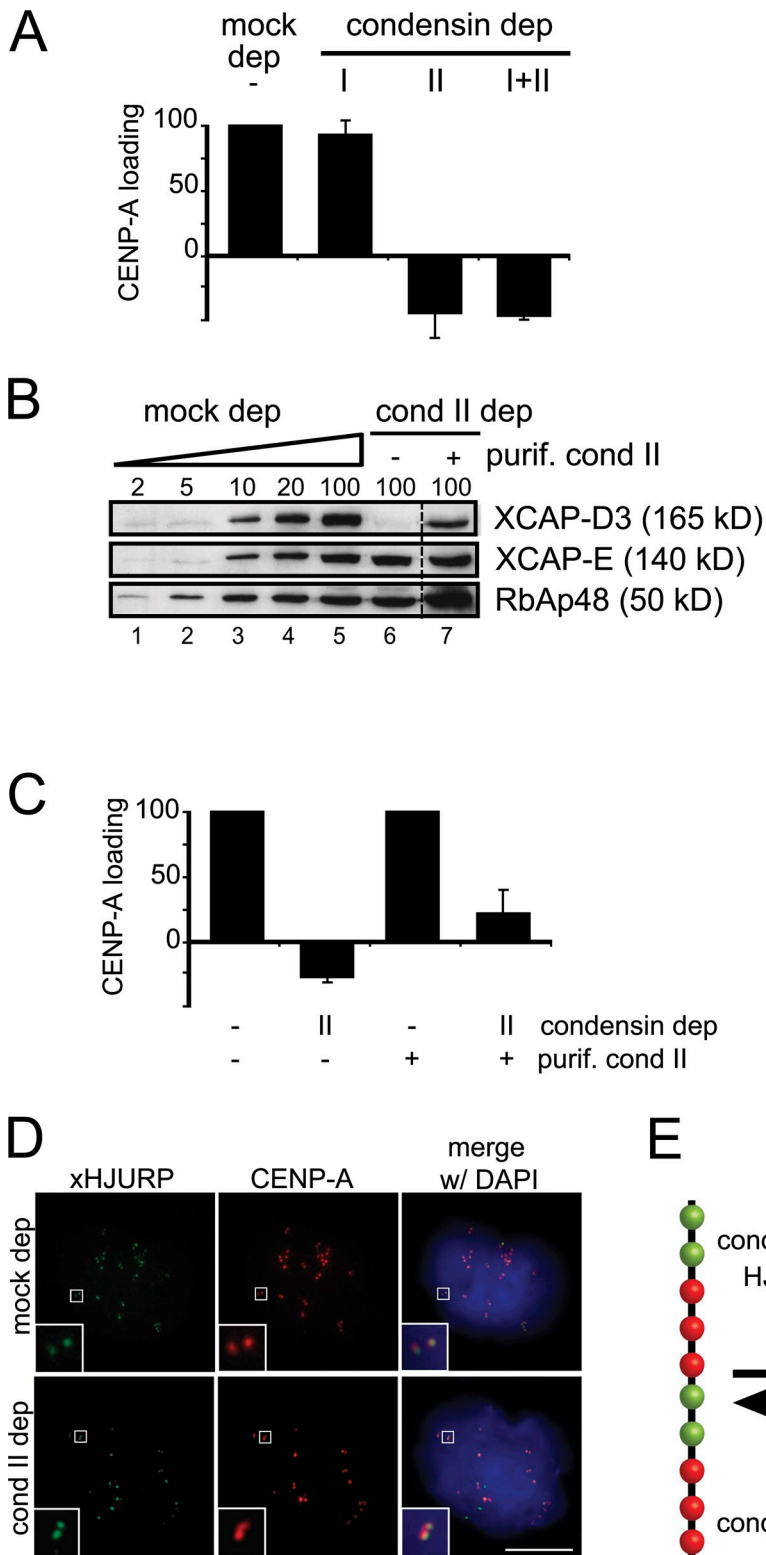 A
mock
dep
condensin dep
-
I
II
I+II
CENP-A loading
100
50
0
B
mock dep
cond II dep
-
+
purif. cond II
2 5 10 20 100 100 100
XCAP-D3 (165 kD)
XCAP-E (140 kD)
RbAp48 (50 kD)
1 2 3 4 5 6 7
C
CENP-A loading
100
50
0
- II - II condensin dep
- - + + purif. cond II
D
xHJURP
CENP-A
merge
w/ DAPI
mock dep
cond II dep
E